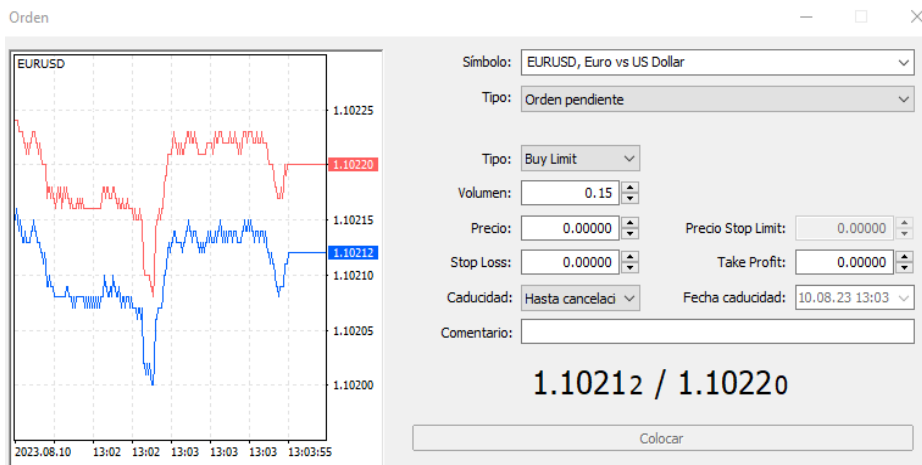 Orden
EURUSD
1.10225
1.10220
1.10215
1.10212
1.10210
1.10205
1.10200
2023.08.10 13:02 13:02 13:03 13:03 13:03 13:03:55
Símbolo: EURUSD, Euro vs US Dollar
Tipo: Orden pendiente
Tipo: Buy Limit
Volumen: 0.15
Precio: 0.00000 Precio Stop Limit: 0.00000
Stop Loss: 0.00000 Take Profit: 0.00000
Caducidad: Hasta cancelaci Fecha caducidad: 10.08.23 13:03
Comentario:
1.10212 / 1.10220
Colocar